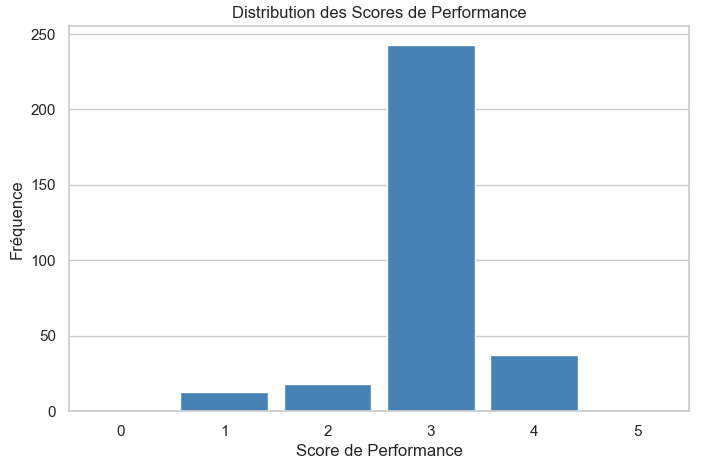 Distribution des Scores de Performance
Fréquence
250
200
150
100
50
0
0 1 2 3 4 5
Score de Performance